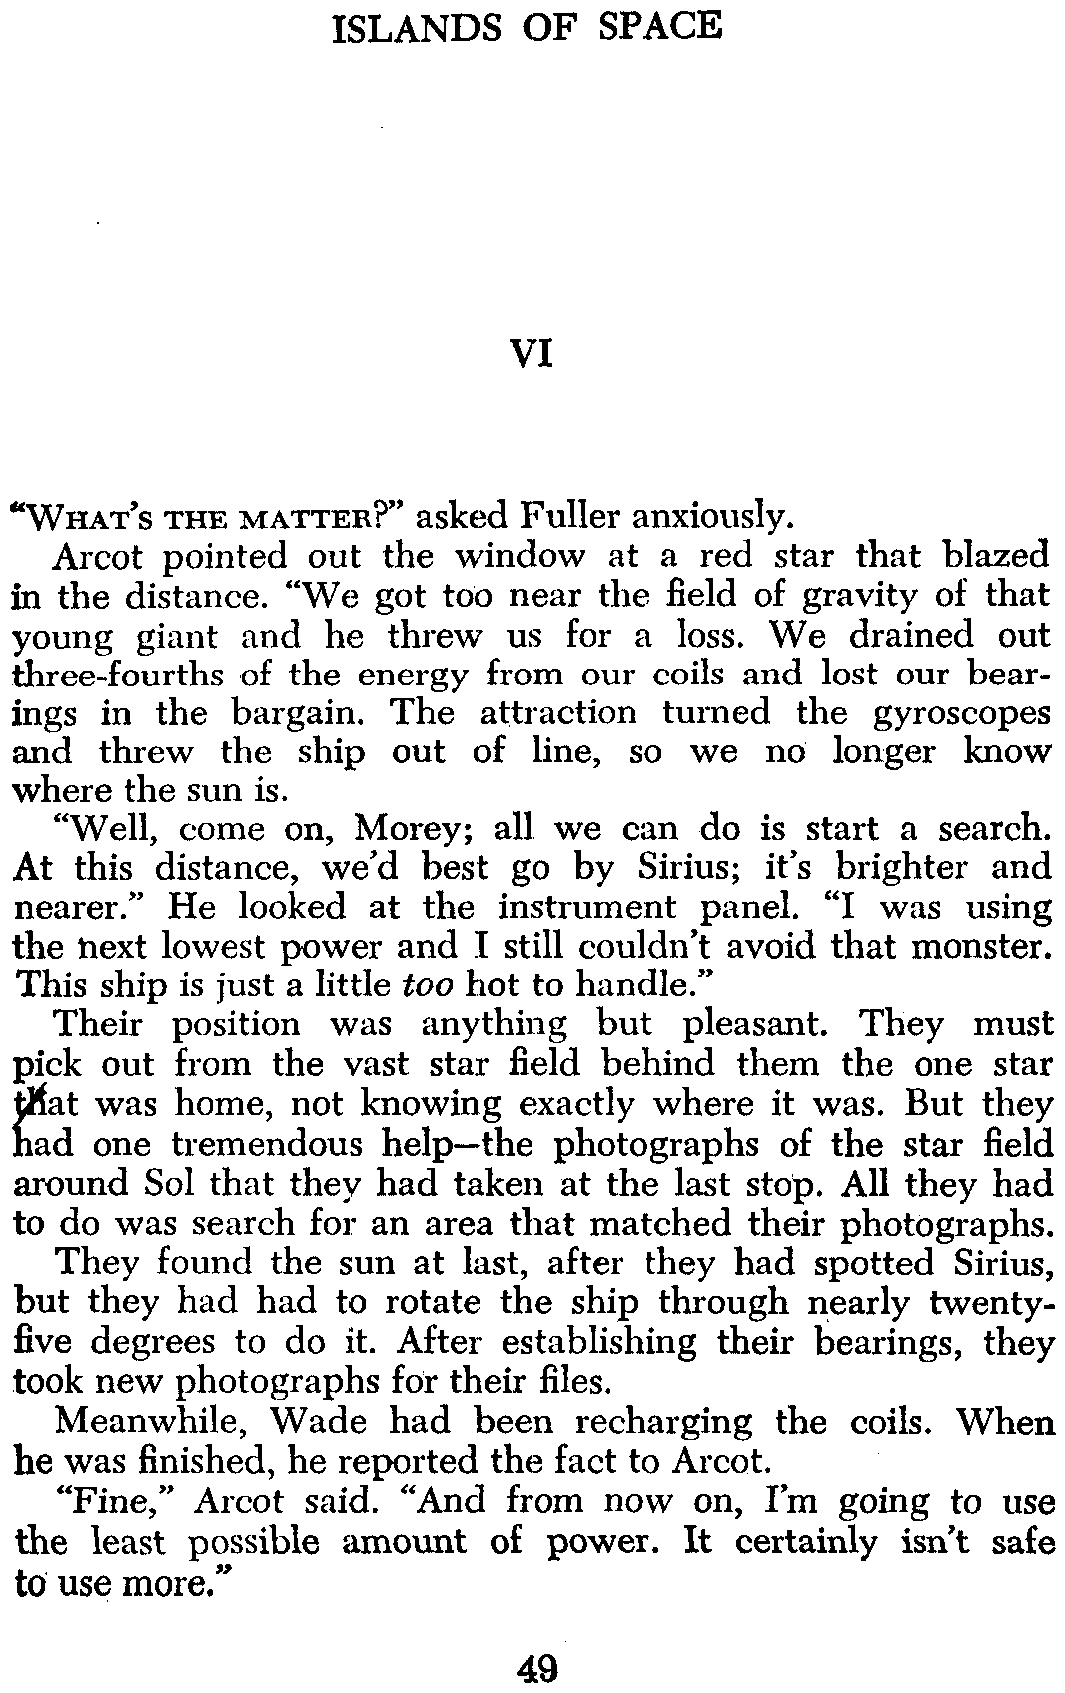 ISLANDS OF SPACE
VI
“WHAT’S THE MATTER?” asked Fuller anxiously.
Arcot pointed out the window at a red star that blazed
in the distance. “We got too near the field of gravity of that
young giant and he threw us for a loss. We drained out
three-fourths of the energy from our coils and lost our bear-
ings in the bargain. The attraction turned the gyroscopes
and threw the ship out of line, so we no longer know
where the sun is.
“Well, come on, Morey; all we can do is start a search.
At this distance, we’d best go by Sirius; it’s brighter and
nearer.” He looked at the instrument panel. “I was using
the next lowest power and I still couldn’t avoid that monster.
This ship is just a little too hot to handle.”
Their position was anything but pleasant. They must
pick out from the vast star field behind them the one star
that was home, not knowing exactly where it was. But they
had one tremendous help—the photographs of the star field
around Sol that they had taken at the last stop. All they had
to do was search for an area that matched their photographs.
They found the sun at last, after they had spotted Sirius,
but they had had to rotate the ship through nearly twenty-
five degrees to do it. After establishing their bearings, they
took new photographs for their files.
Meanwhile, Wade had been recharging the coils. When
he was finished, he reported the fact to Arcot.
“Fine,” Arcot said. “And from now on, I’m going to use
the least possible amount of power. It certainly isn’t safe
to use more.”
49